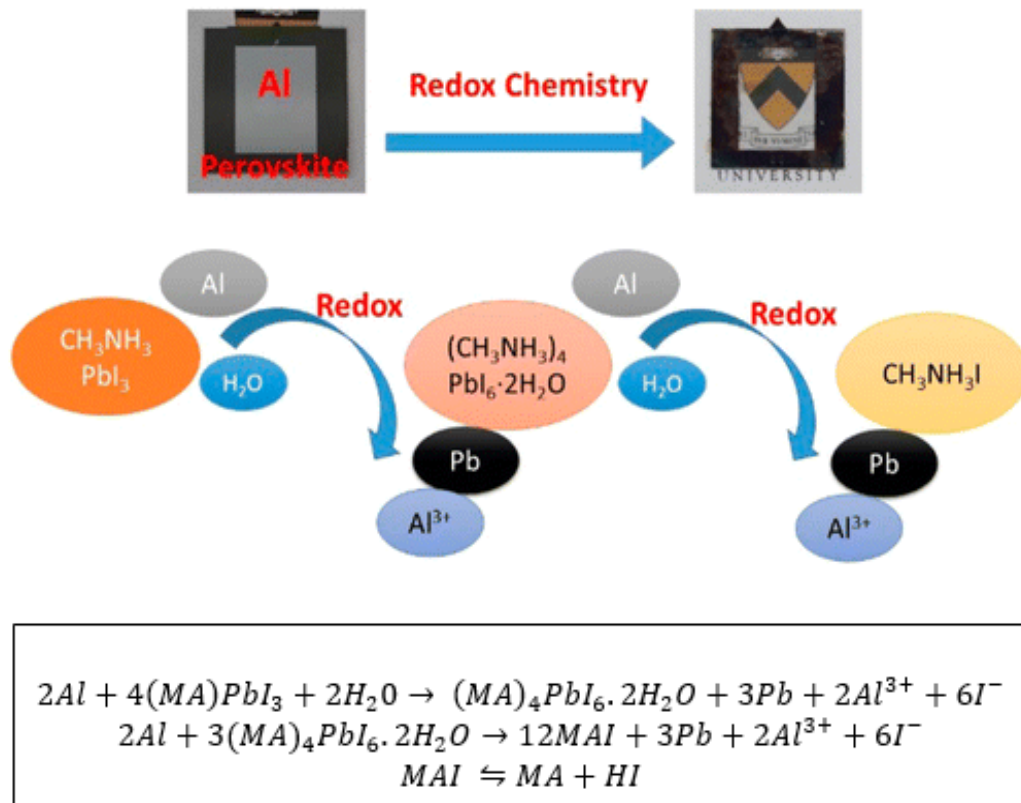 Al
Redox Chemistry
Perovskite
UNIVERSITY
Al
Al
Redox
Redox
CH₃NH₃
PbI₃
H₂O
(CH₃NH₃)₄
PbI₆·2H₂O
H₂O
CH₃NH₃I
Pb
Pb
Al³⁺
Al³⁺
2Al + 4(MA)PbI₃ + 2H₂0 → (MA)₄PbI₆. 2H₂O + 3Pb + 2Al³⁺ + 6I⁻
2Al + 3(MA)₄PbI₆. 2H₂O → 12MAI + 3Pb + 2Al³⁺ + 6I⁻
MAI ⇋ MA + HI